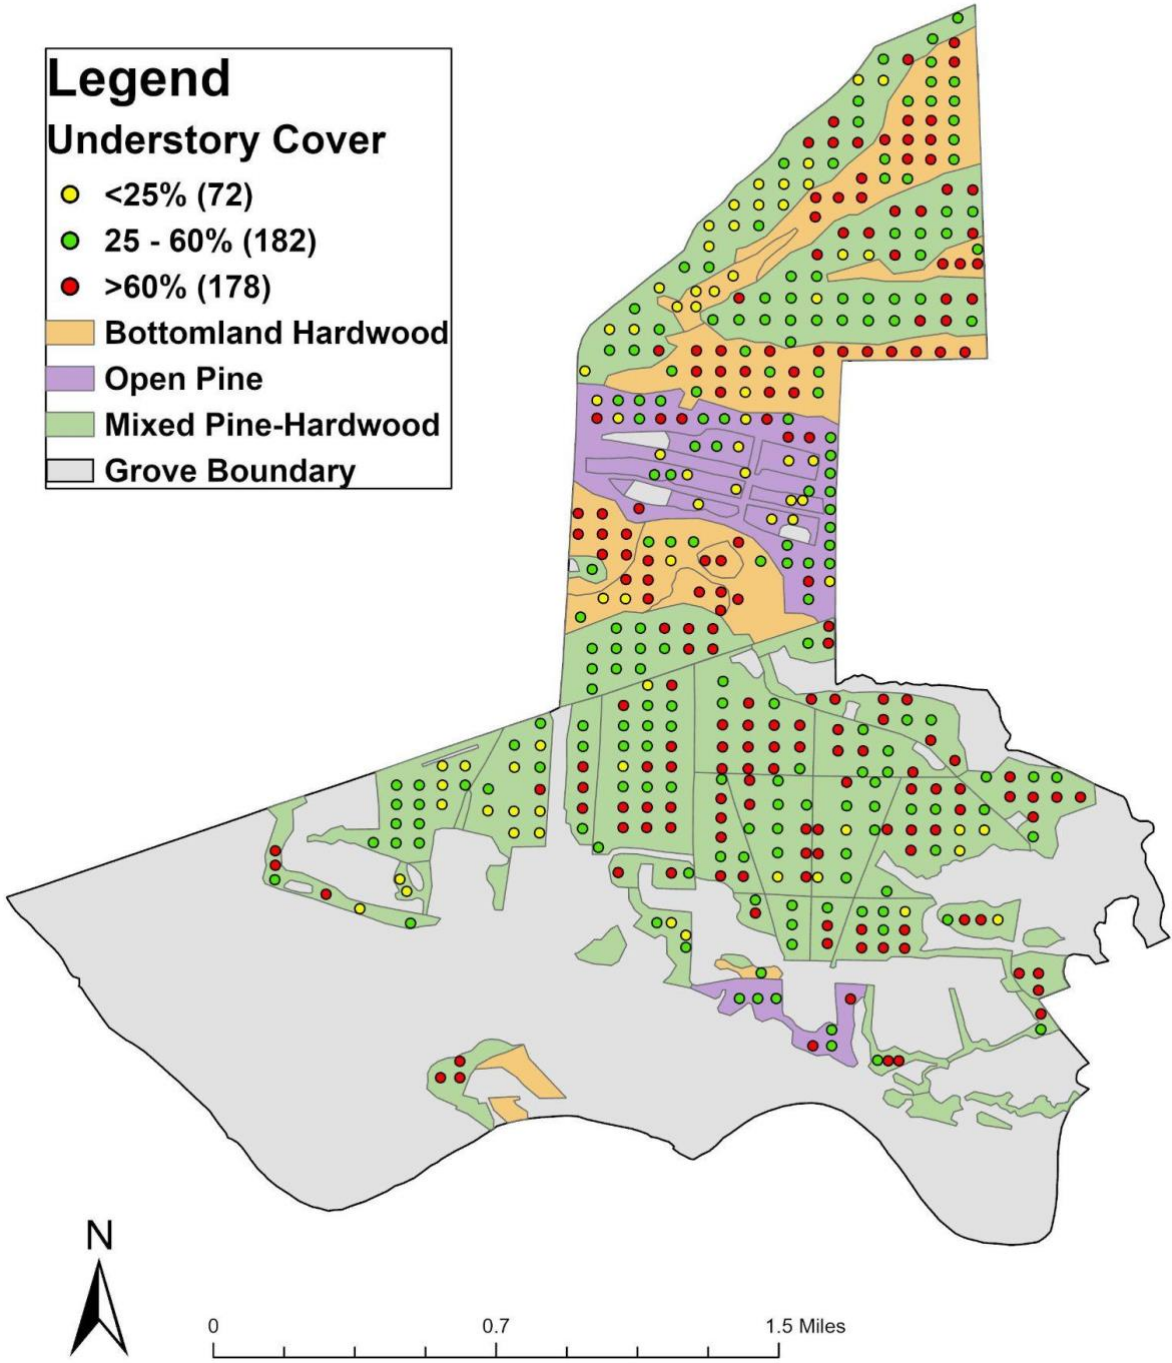 Legend
Understory Cover
<25% (72)
25 - 60% (182)
>60% (178)
Bottomland Hardwood
Open Pine
Mixed Pine-Hardwood
Grove Boundary
N
0 0.7 1.5 Miles